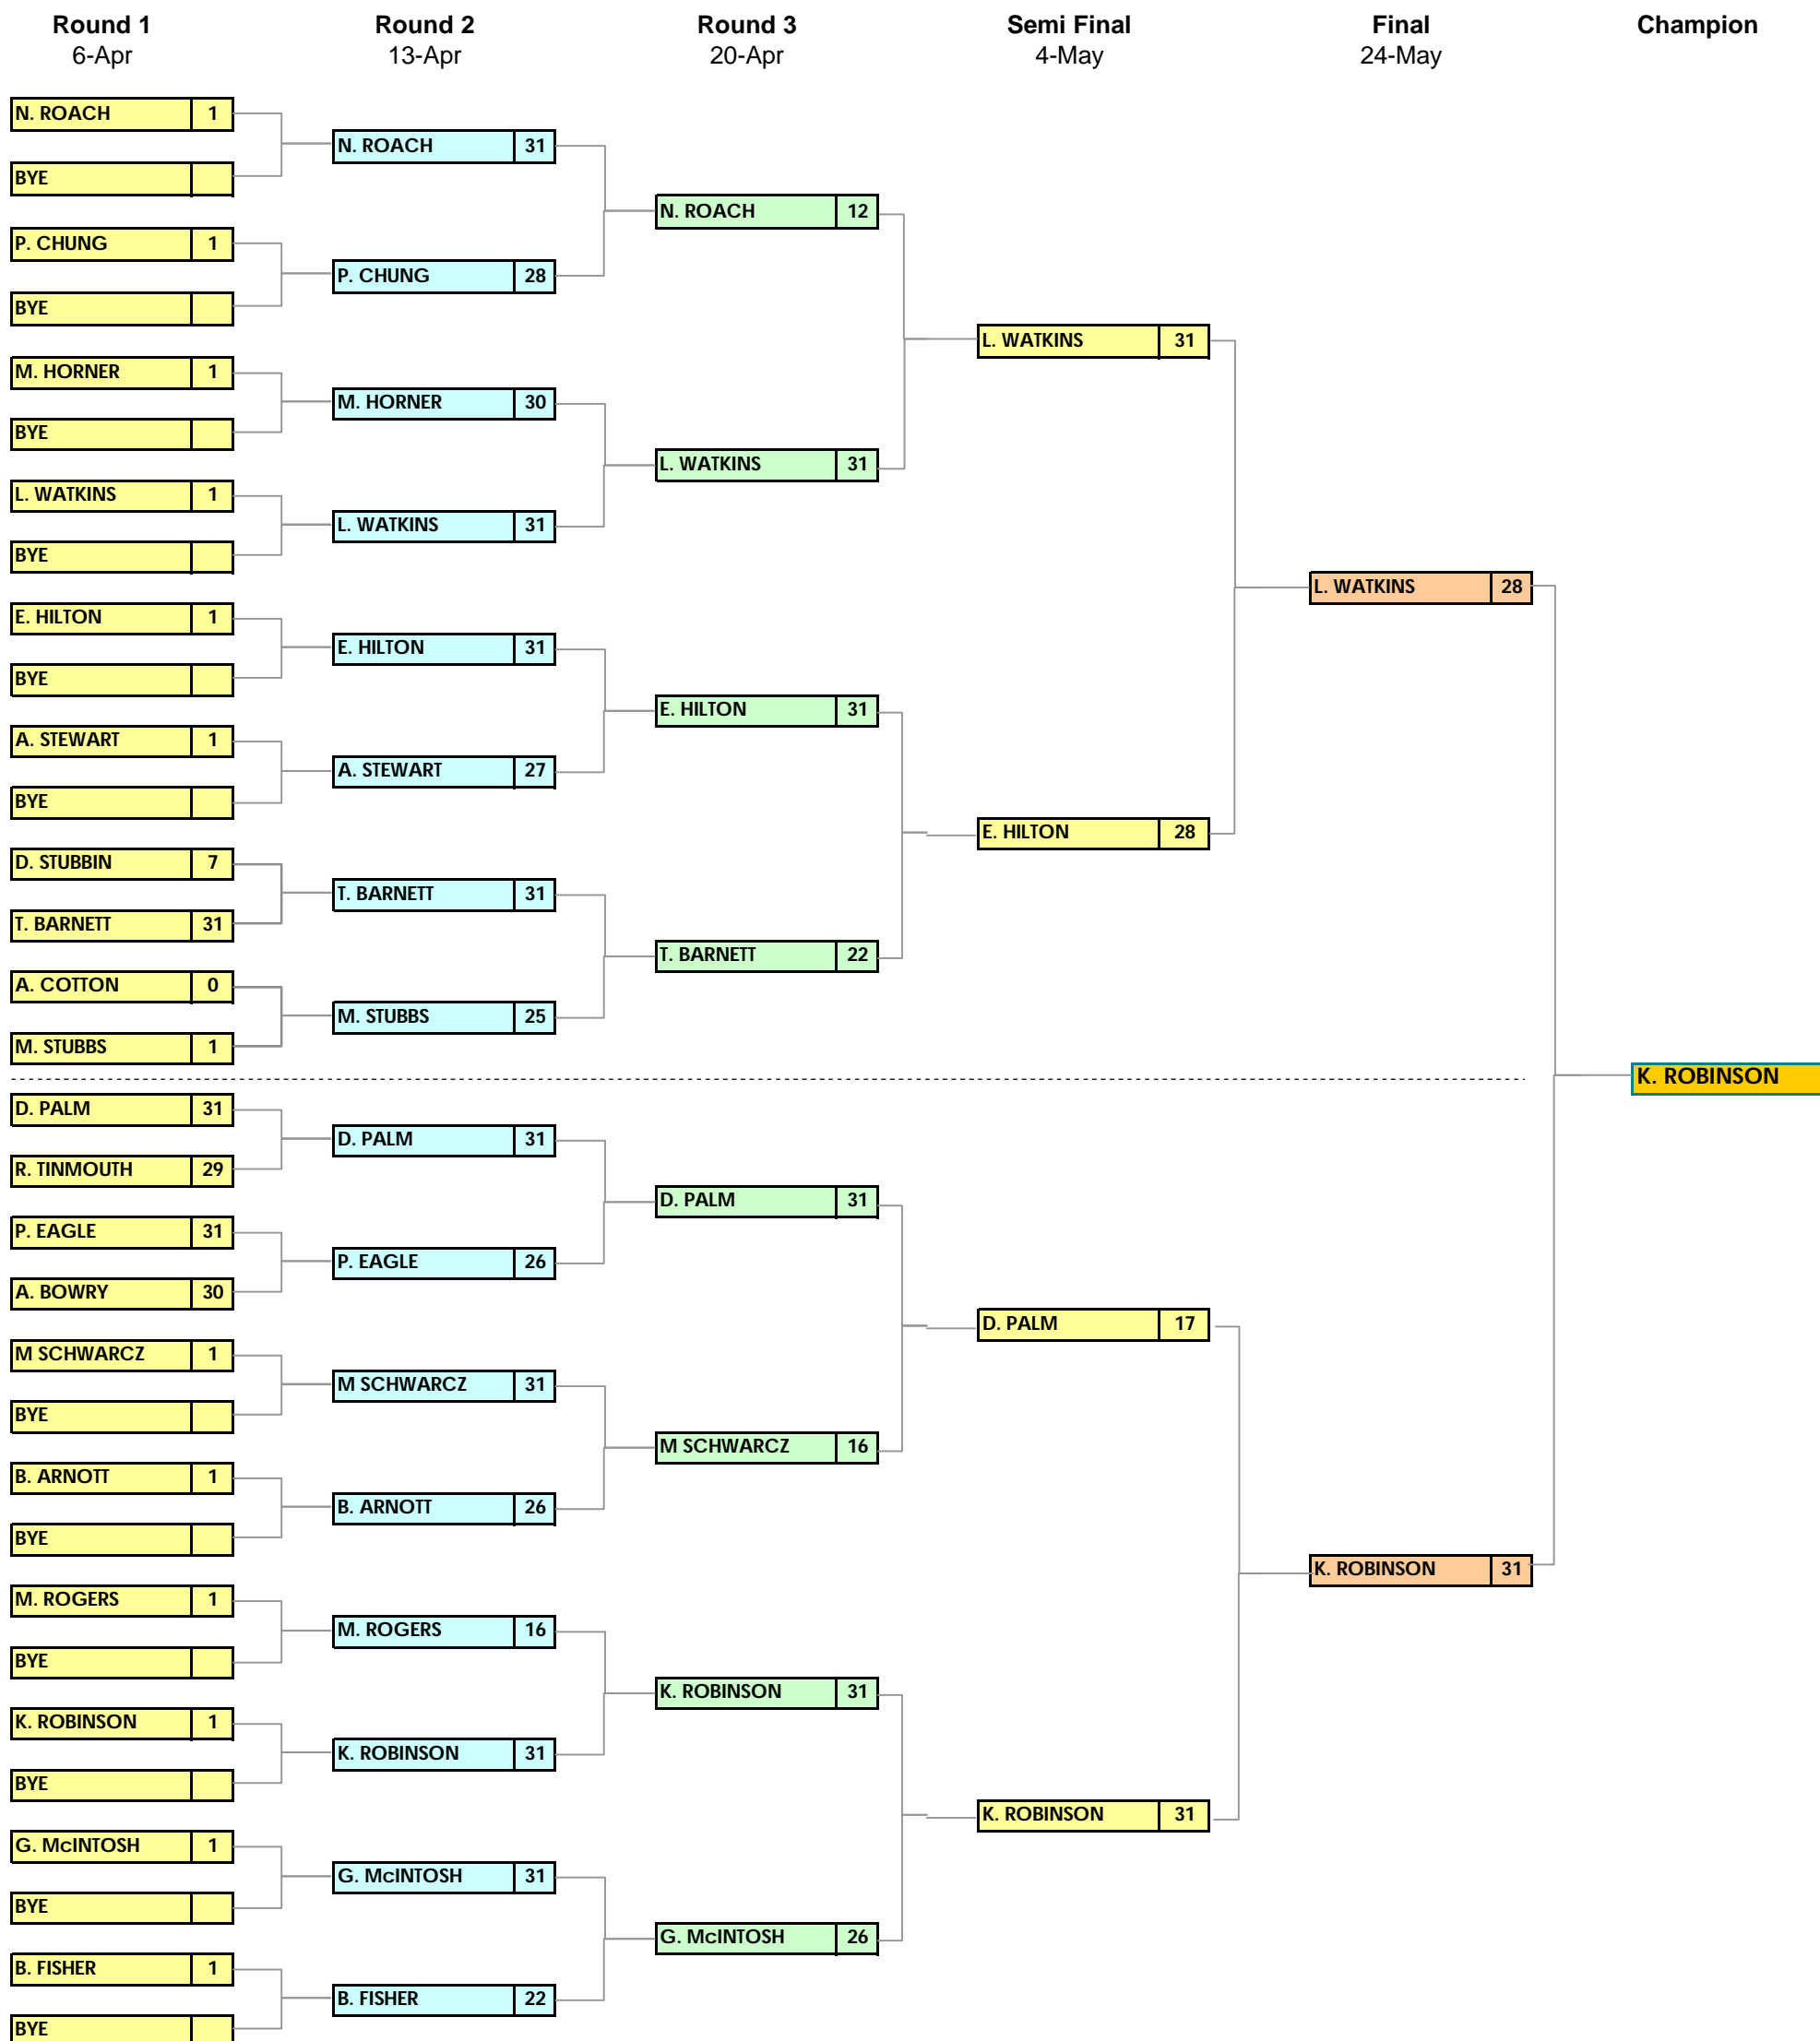 Round 1 Round 2 Round 3 Semi Final Final Champion
6-Apr 13-Apr 20-Apr 4-May 24-May
N. ROACH 1
N. ROACH 31
BYE
N. ROACH 12
P. CHUNG 1
P. CHUNG 28
BYE
L. WATKINS 31
M. HORNER 1
M. HORNER 30
BYE
L. WATKINS 31
L. WATKINS 1
L. WATKINS 31
BYE
L. WATKINS 28
E. HILTON 1
E. HILTON 31
BYE
E. HILTON 31
A. STEWART 1
A. STEWART 27
BYE
E. HILTON 28
D. STUBBIN 7
T. BARNETT 31
T. BARNETT 31
T. BARNETT 22
A. COTTON 0
M. STUBBS 25
M. STUBBS 1
K. ROBINSON
D. PALM 31
D. PALM 31
R. TINMOUTH 29
D. PALM 31
P. EAGLE 31
P. EAGLE 26
A. BOWRY 30
D. PALM 17
M SCHWARCZ 1
M SCHWARCZ 31
BYE
M SCHWARCZ 16
B. ARNOTT 1
B. ARNOTT 26
BYE
K. ROBINSON 31
M. ROGERS 1
M. ROGERS 16
BYE
K. ROBINSON 31
K. ROBINSON 1
K. ROBINSON 31
BYE
K. ROBINSON 31
G. McINTOSH 1
G. McINTOSH 31
BYE
G. McINTOSH 26
B. FISHER 1
B. FISHER 22
BYE